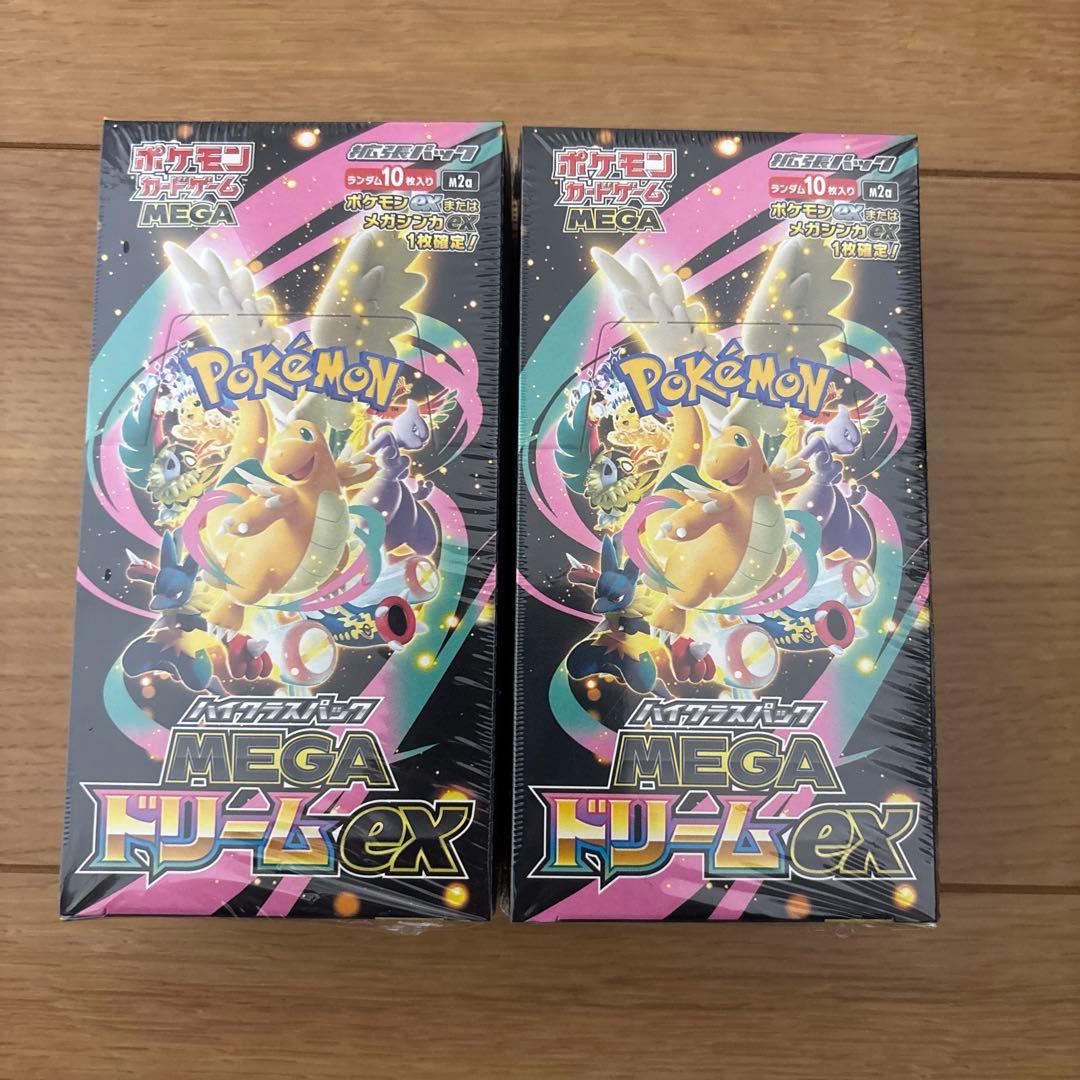 ポケモン
カードゲーム
MEGA
拡張パック
ランダム10枚入り M2a
ポケモンexまたは
メガシンカex
1枚確定!
POKÉMON
ハイクラスパック
MEGA
ドリームex
ポケモン
カードゲーム
MEGA
拡張パック
ランダム10枚入り M2a
ポケモンexまたは
メガシンカex
1枚確定!
POKÉMON
ハイクラスパック
MEGA
ドリームex